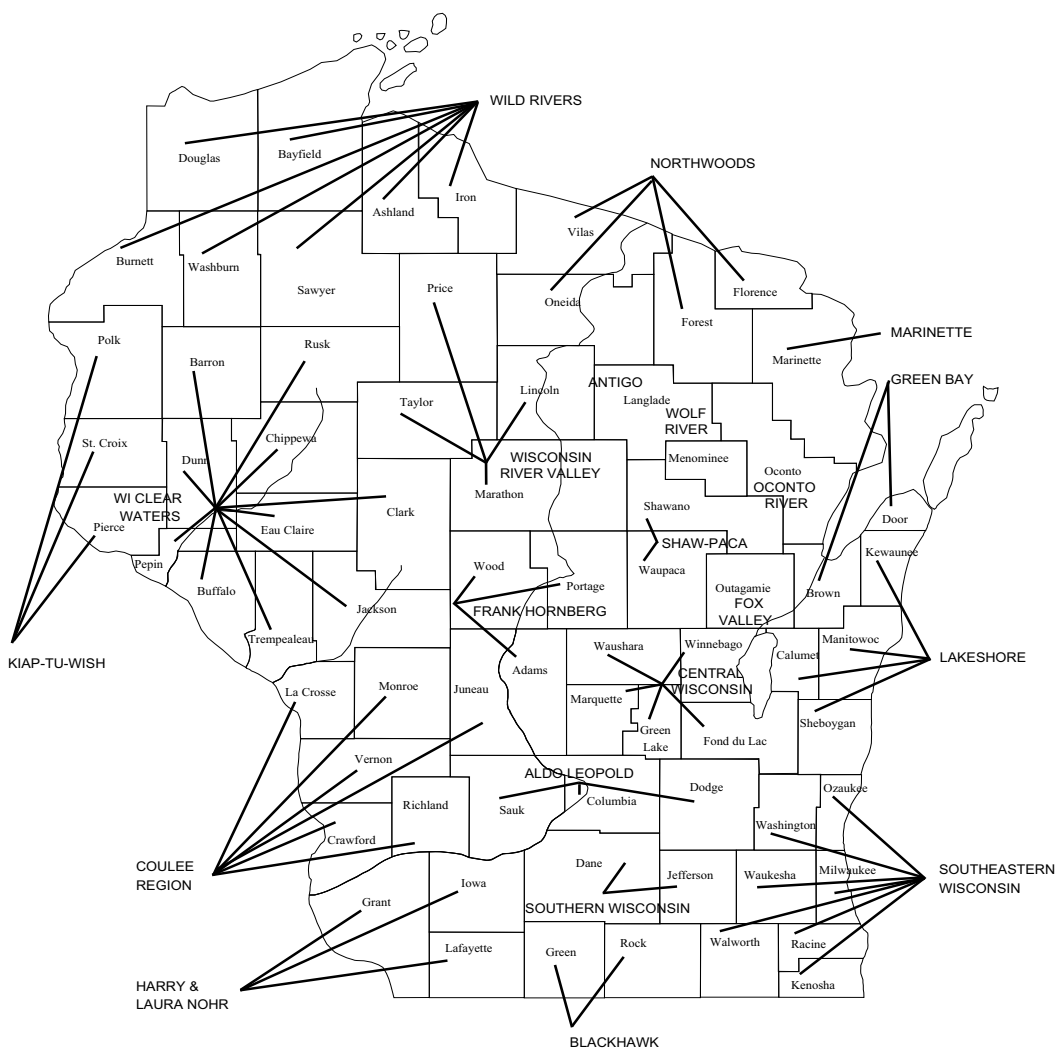 WILD RIVERS
Douglas
Bayfield
NORTHWOODS
Iron
Ashland
Vilas
Burnett
Washburn
Sawyer
Price
Florence
Oneida
Forest
MARINETTE
Polk
Rusk
Barron
Marinette
GREEN BAY
ANTIGO
Lincoln
Langlade
Taylor
WOLF
RIVER
St. Croix
Chippewa
Dunn
WISCONSIN
RIVER VALLEY
Menominee
Oconto
OCONTO
RIVER
Marathon
WI CLEAR
WATERS
Shawano
Clark
Door
Pierce
Eau Claire
SHAW-PACA
Kewaunee
Pepin
Wood
Waupaca
Portage
Buffalo
Outagamie
Brown
FOX
VALLEY
Jackson
FRANK HORNBERG
Trempealeau
Manitowoc
Waushara
Winnebago
Calumet
LAKESHORE
KIAP-TU-WISH
Adams
CENTRAL
WISCONSIN
La Crosse
Monroe
Juneau
Marquette
Sheboygan
Green
Lake
Fond du Lac
Vernon
ALDO LEOPOLD
Dodge
Ozaukee
Richland
Sauk
Columbia
Washington
Crawford
COULEE
REGION
Dane
Jefferson
Waukesha
Milwaukee
SOUTHEASTERN
WISCONSIN
Iowa
Grant
SOUTHERN WISCONSIN
Lafayette
Green
Rock
Walworth
Racine
HARRY &
LAURA NOHR
Kenosha
BLACKHAWK